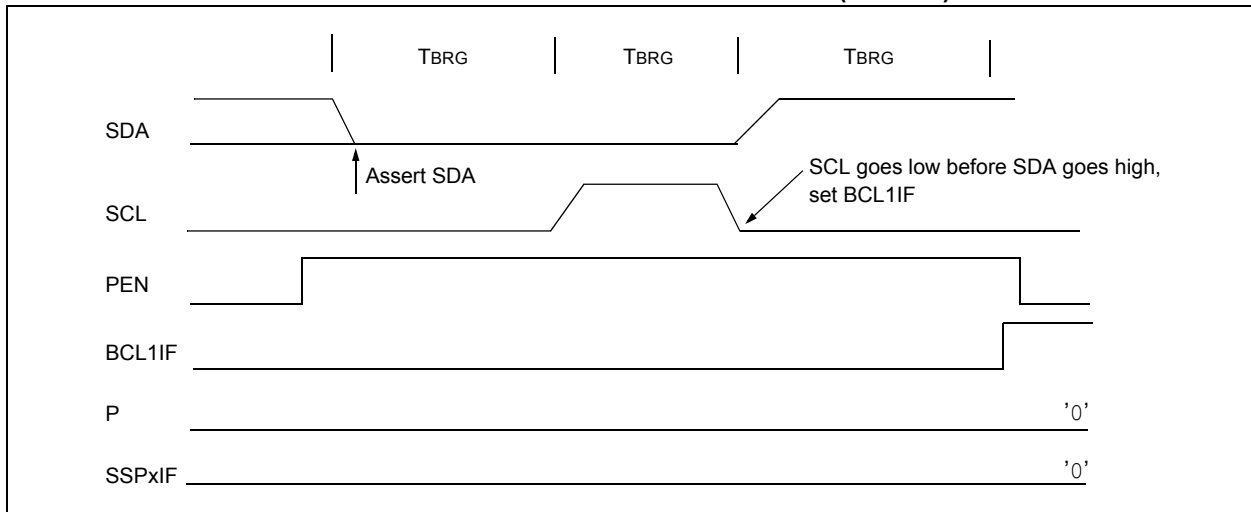 TBRG TBRG TBRG
SDA
Assert SDA
SCL goes low before SDA goes high,
set BCL1IF
SCL
PEN
BCL1IF
P '0'
SSPxIF '0'